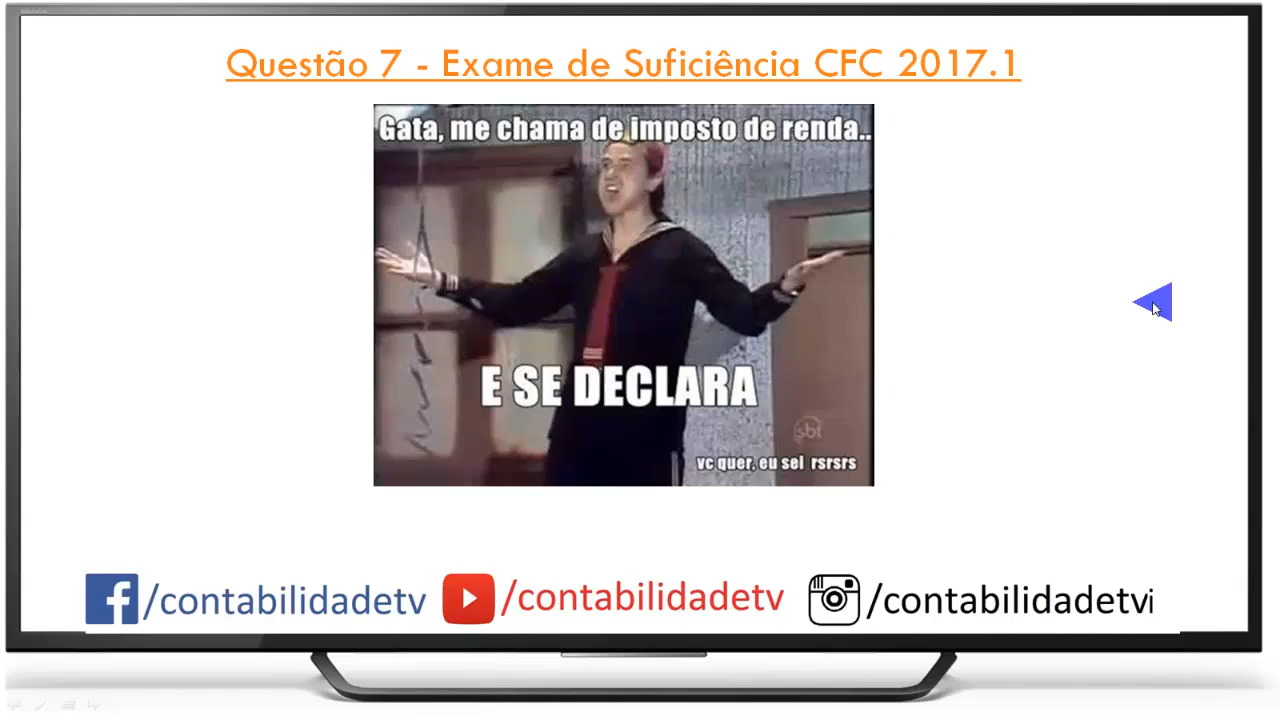 Questão 7 - Exame de Suficiência CFC 2017.1
Gata, me chama de imposto de renda..
E SE DECLARA
sbt
vc quer, eu sei rsrsrs
/contabilidadetv /contabilidadetv /contabilidadetvi